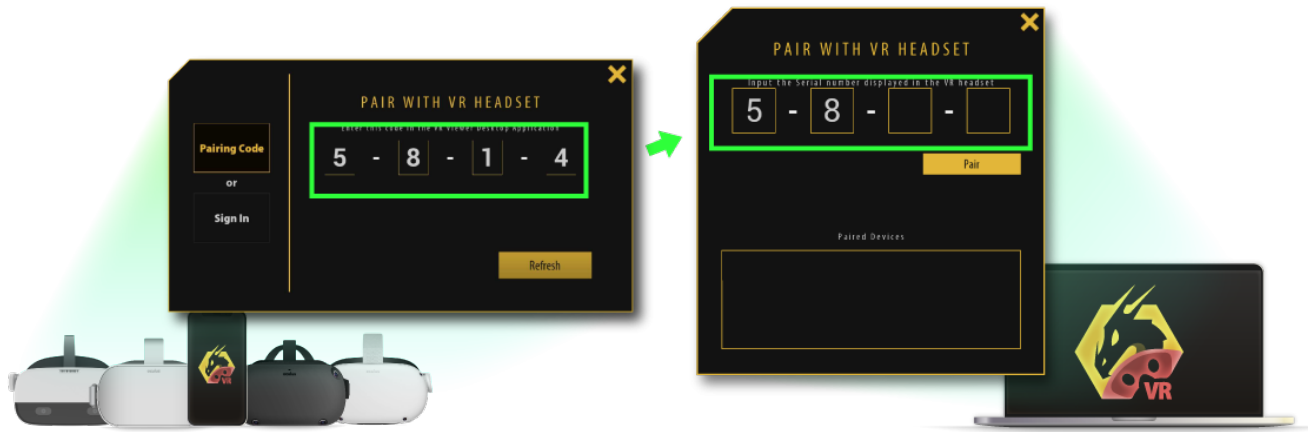 PAIR WITH VR HEADSET
Enter this code in the VR Viewer Desktop Application
5 - 8 - 1 - 4
Pairing Code
or
Sign In
Refresh
PAIR WITH VR HEADSET
Input the Serial number displayed in the VR headset
5 - 8 - -
Pair
Paired Devices
VR
VR